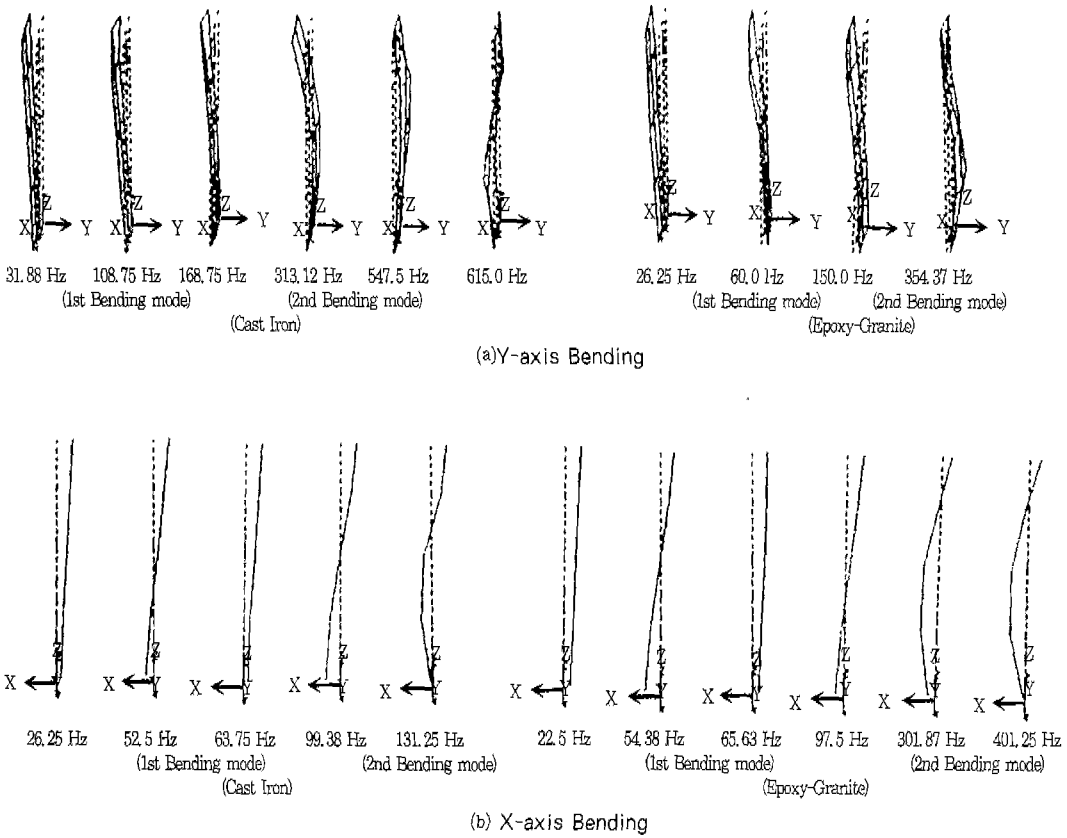 Z Z Z Z Z Z Z Z Z Z
X Y X Y X Y X Y X Y X Y X Y X Y X Y X Y
31.88 Hz 108.75 Hz 168.75 Hz 313.12 Hz 547.5 Hz 615.0 Hz 26.25 Hz 60.0 Hz 150.0 Hz 354.37 Hz
(1st Bending mode) (2nd Bending mode) (1st Bending mode) (2nd Bending mode)
(Cast Iron) (Epoxy-Granite)
(a)Y-axis Bending
Z Z Z Z Z Z Z Z Z Z Z
X Y X Y X Y X Y X Y X Y X Y X Y X Y X Y X Y
26.25 Hz 52.5 Hz 63.75 Hz 99.38 Hz 131.25 Hz 22.5 Hz 54.38 Hz 65.63 Hz 97.5 Hz 301.87 Hz 401.25 Hz
(1st Bending mode) (2nd Bending mode) (1st Bending mode) (2nd Bending mode)
(Cast Iron) (Epoxy-Granite)
(b) X-axis Bending